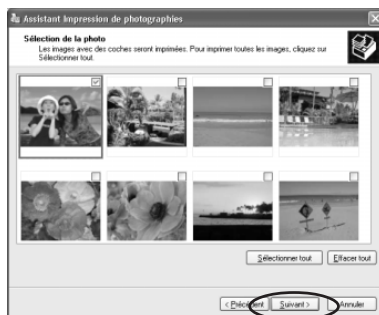 Assistant Impression de photographies
Sélection de la photo
Les images avec des coches seront imprimées. Pour imprimer toutes les images, cliquez sur
Sélectionner tout.
Sélectionner tout
Effacer tout
< Précédent
Suivant >
Annuler